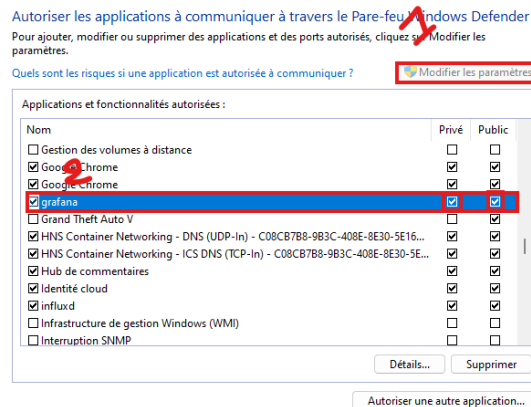 Autoriser les applications à communiquer à travers le Pare-feu Windows Defender
1
Pour ajouter, modifier ou supprimer des applications et des ports autorisés, cliquez sur Modifier les
paramètres.
Quels sont les risques si une application est autorisée à communiquer ?
Modifier les paramètres
Applications et fonctionnalités autorisées :
Nom Privé Public
Gestion des volumes à distance
Google Chrome
2
Google Chrome
grafana
Grand Theft Auto V
HNS Container Networking - DNS (UDP-In) - C08CB7B8-9B3C-408E-8E30-5E16...
HNS Container Networking - ICS DNS (TCP-In) - C08CB7B8-9B3C-408E-8E30-5E...
Hub de commentaires
Identité cloud
influxd
Infrastructure de gestion Windows (WMI)
Interruption SNMP
Détails... Supprimer
Autoriser une autre application...